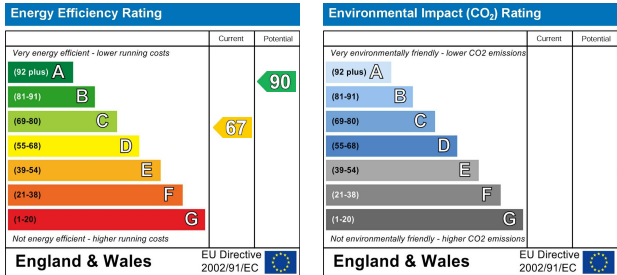 Energy Efficiency Rating
Current Potential
Very energy efficient - lower running costs
(92 plus) A
(81-91) B
(69-80) C
(55-68) D
(39-54) E
(21-38) F
(1-20) G
90
67
Not energy efficient - higher running costs
England & Wales
EU Directive
2002/91/EC
Environmental Impact (CO₂) Rating
Current Potential
Very environmentally friendly - lower CO2 emissions
(92 plus) A
(81-91) B
(69-80) C
(55-68) D
(39-54) E
(21-38) F
(1-20) G
Not environmentally friendly - higher CO2 emissions
England & Wales
EU Directive
2002/91/EC